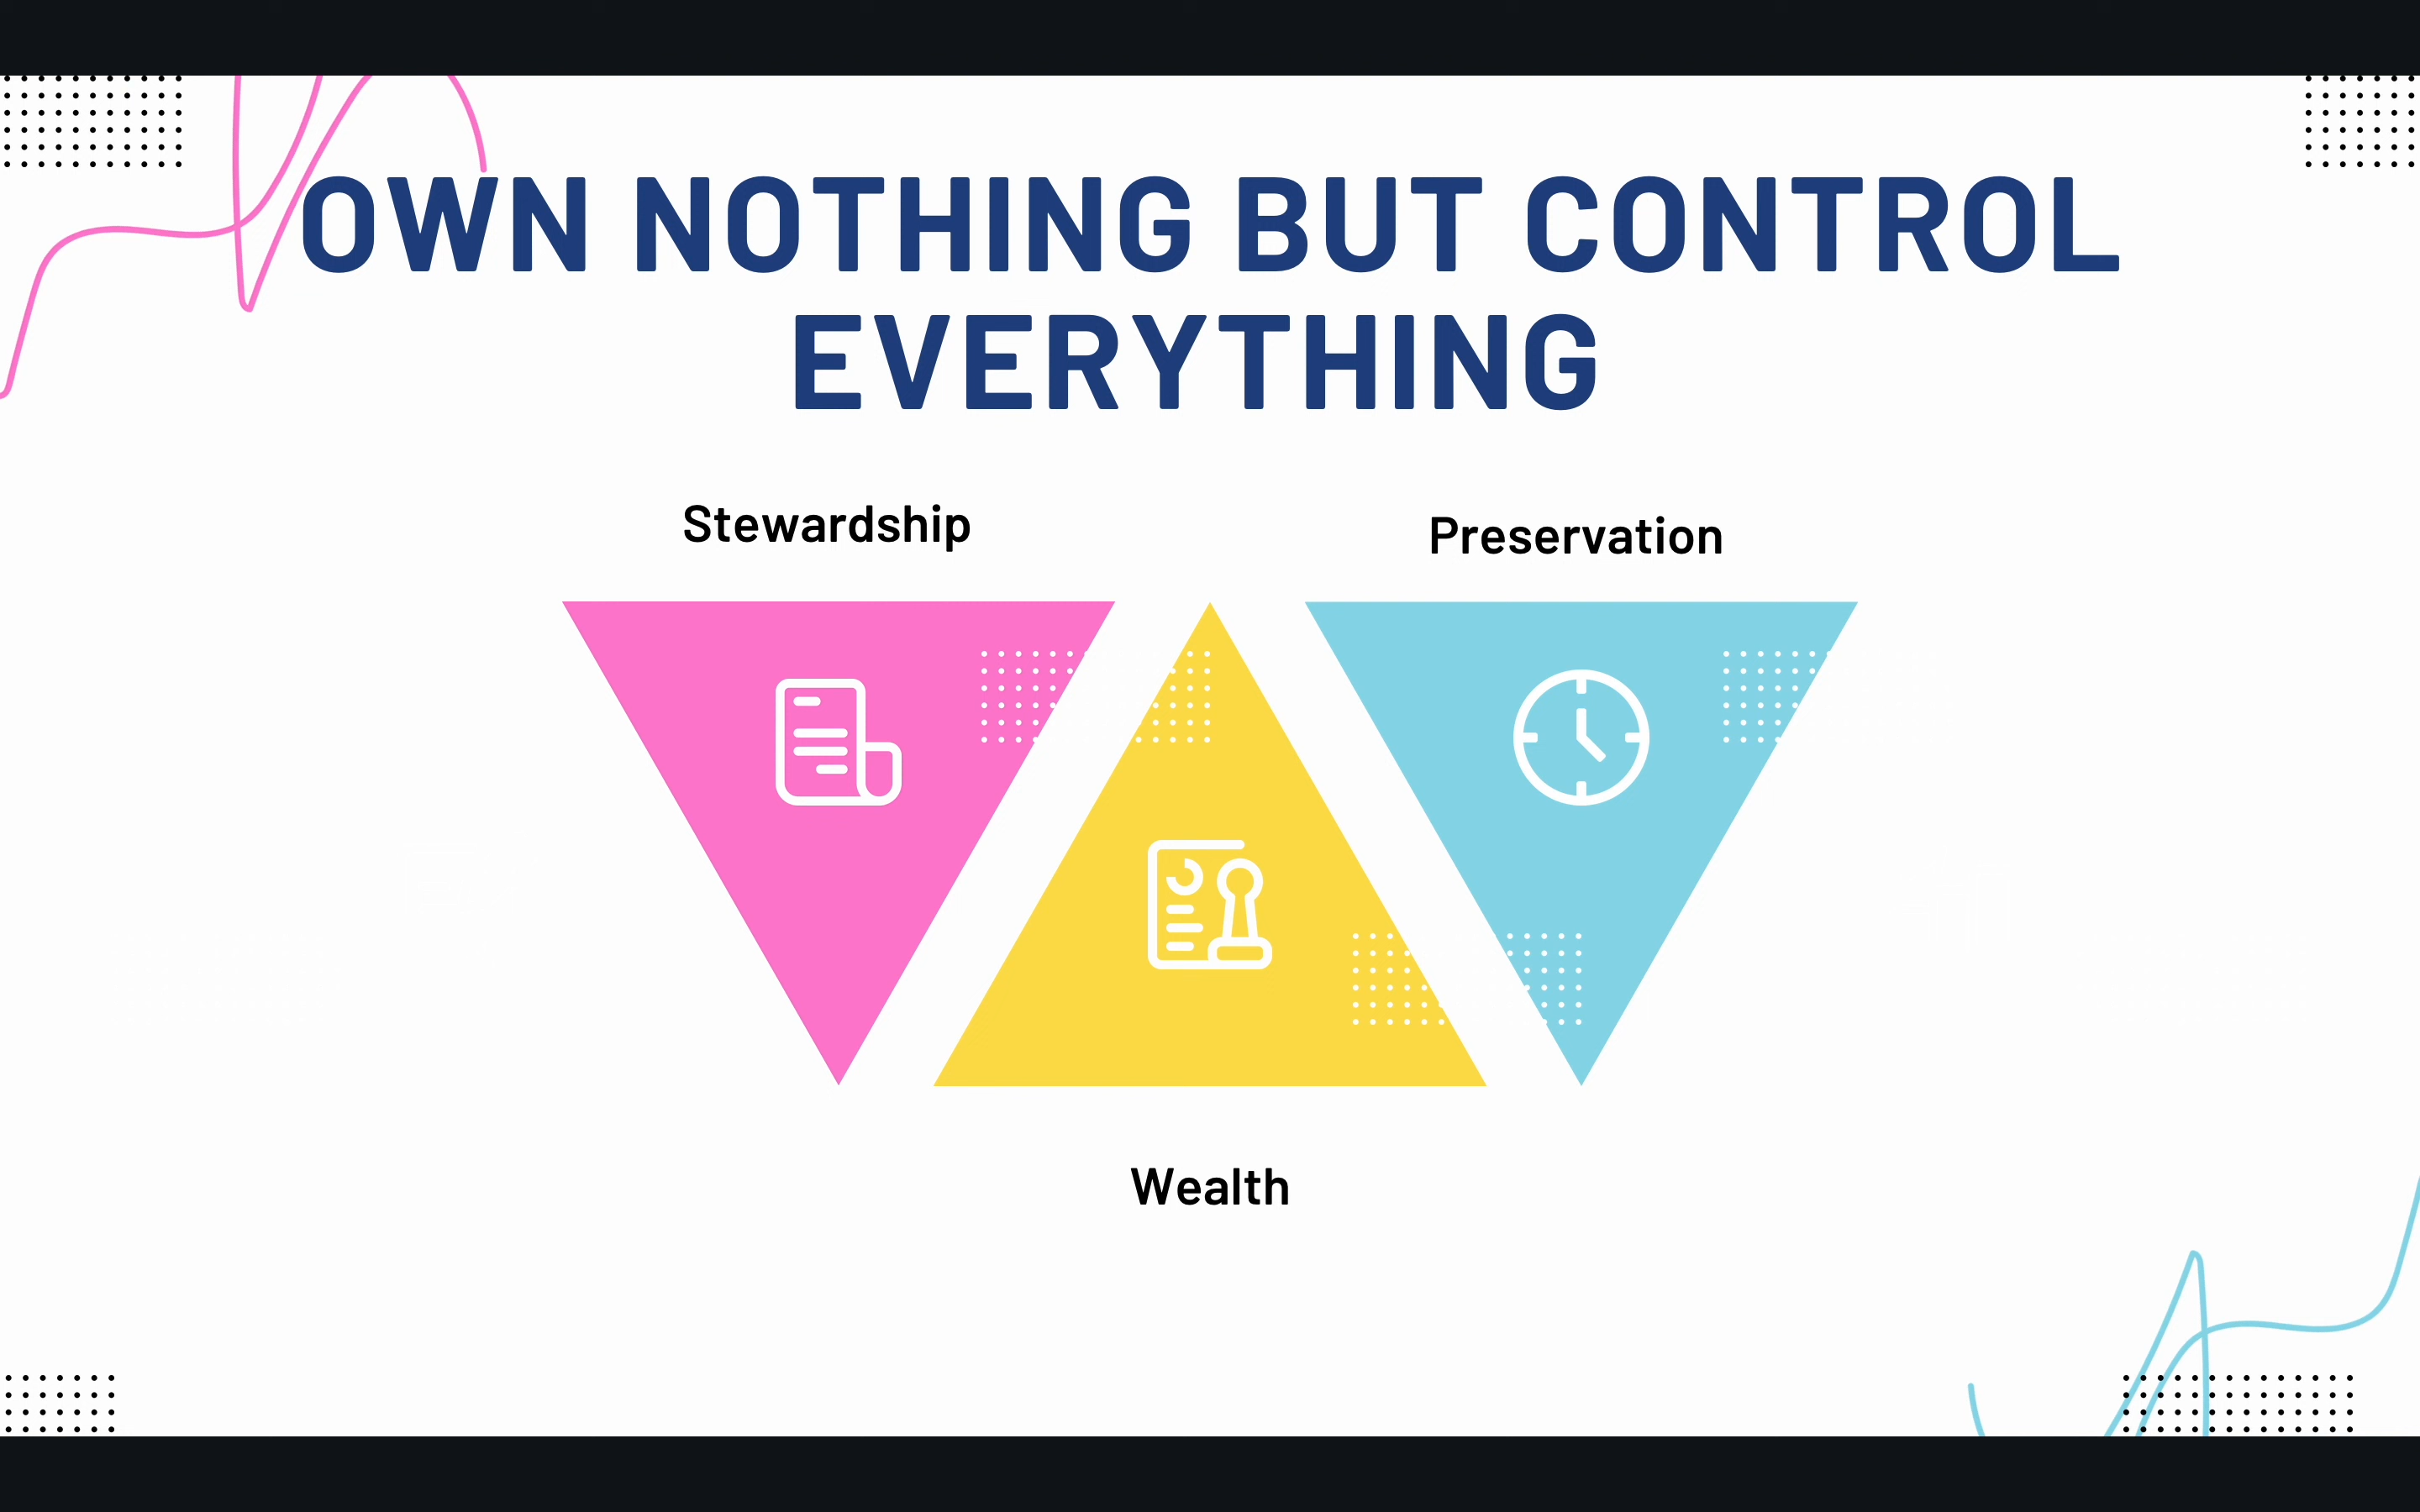 OWN NOTHING BUT CONTROL
EVERYTHING
Stewardship
Preservation
Wealth